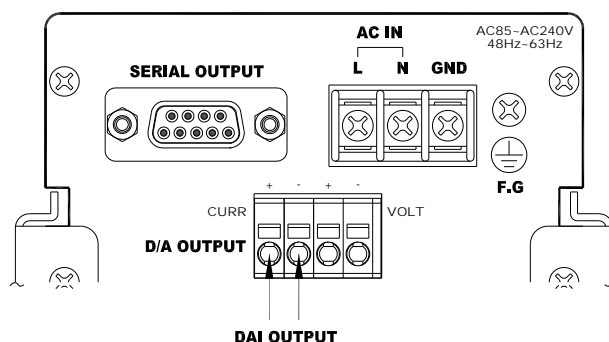 AC IN
AC85~AC240V
48Hz~63Hz
SERIAL OUTPUT
L N GND
F.G
+ - + -
CURR VOLT
D/A OUTPUT
DAI OUTPUT